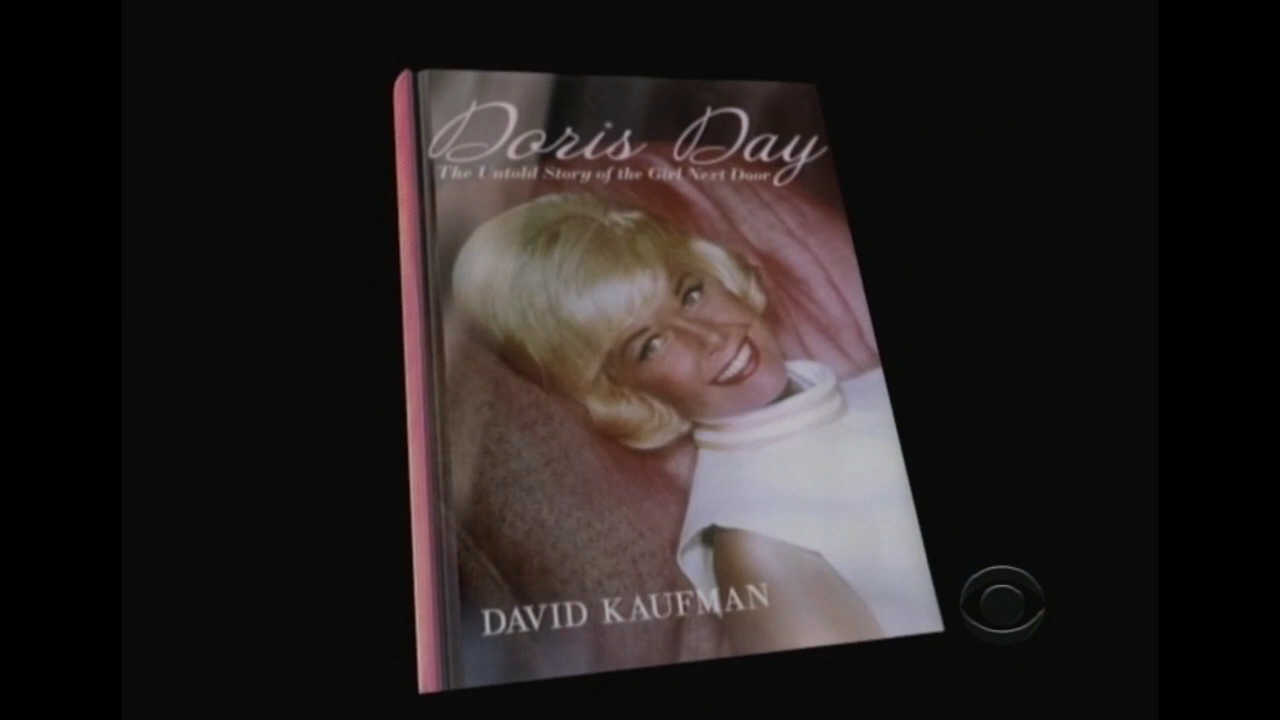 Doris Day
The Untold Story of the Girl Next Door
DAVID KAUFMAN